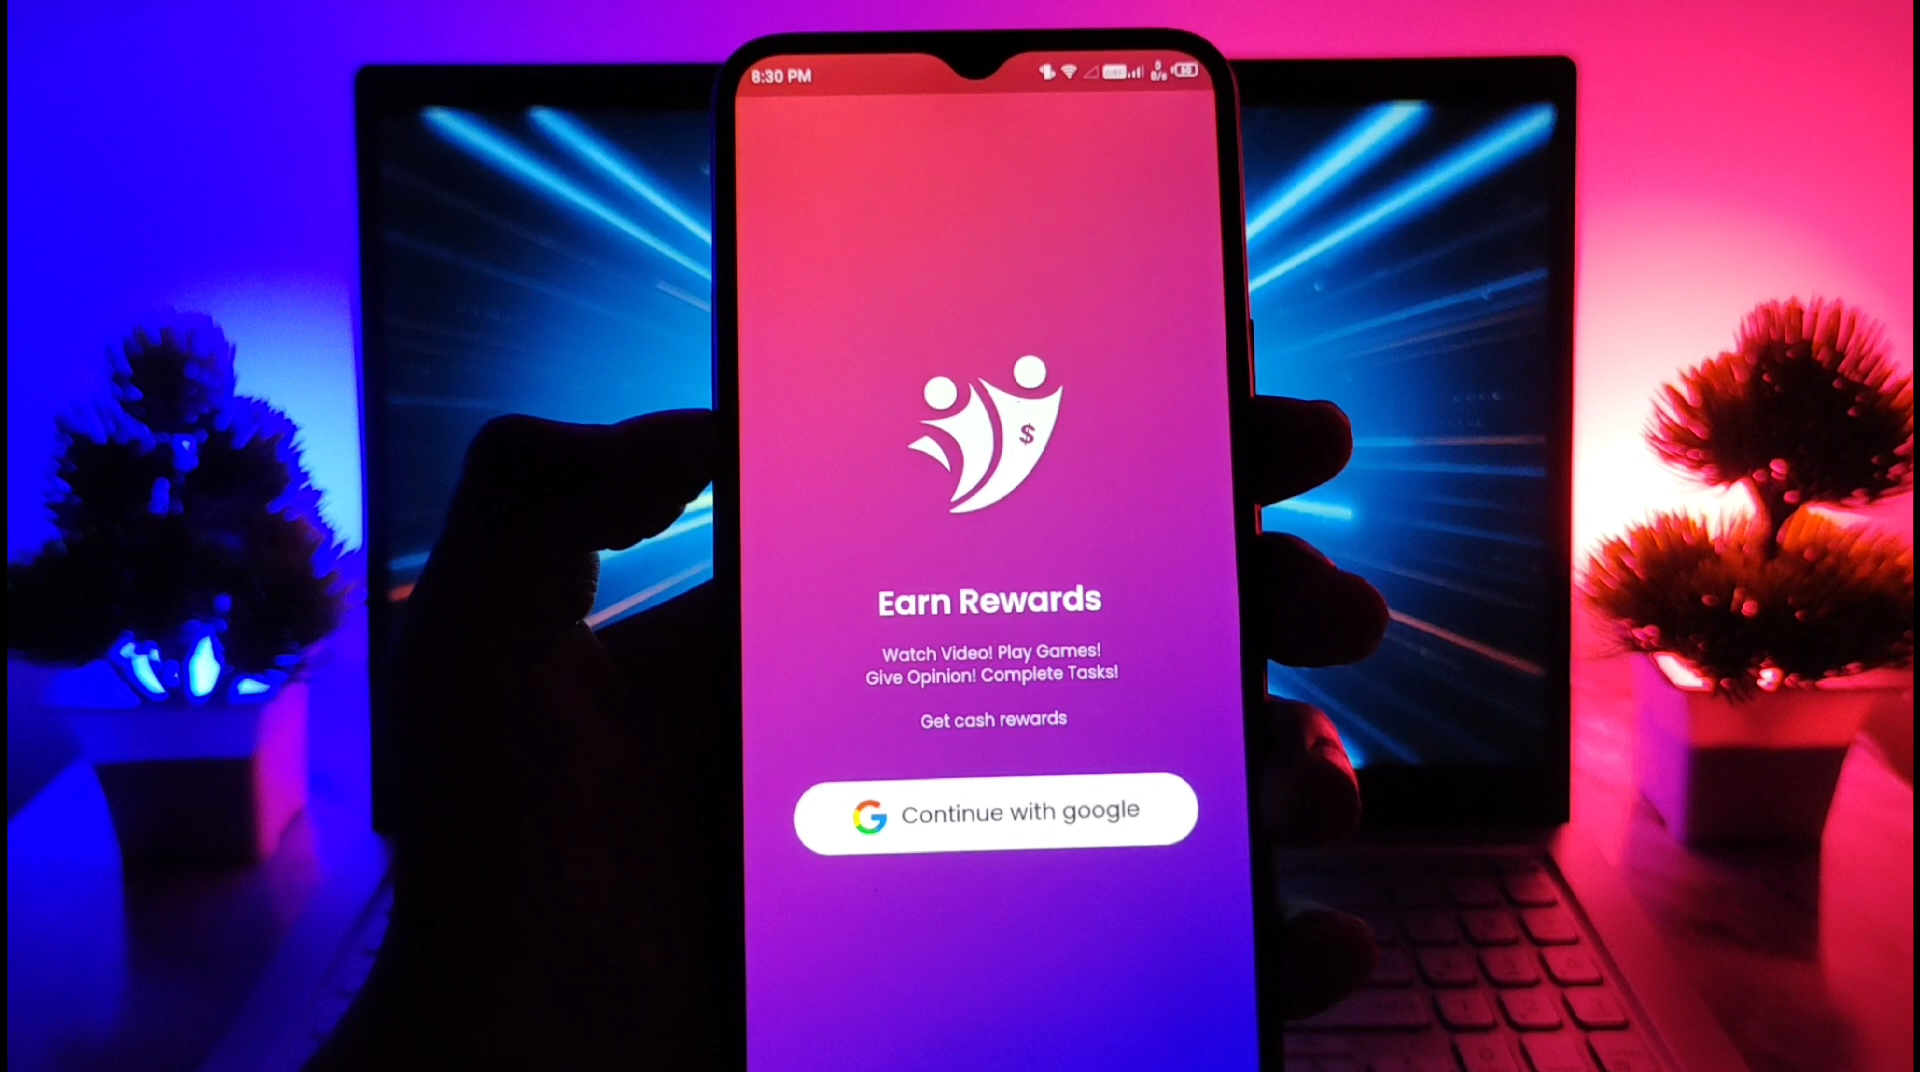 8:30 PM
$
Earn Rewards
Watch Video! Play Games!
Give Opinion! Complete Tasks!
Get cash rewards
Continue with google